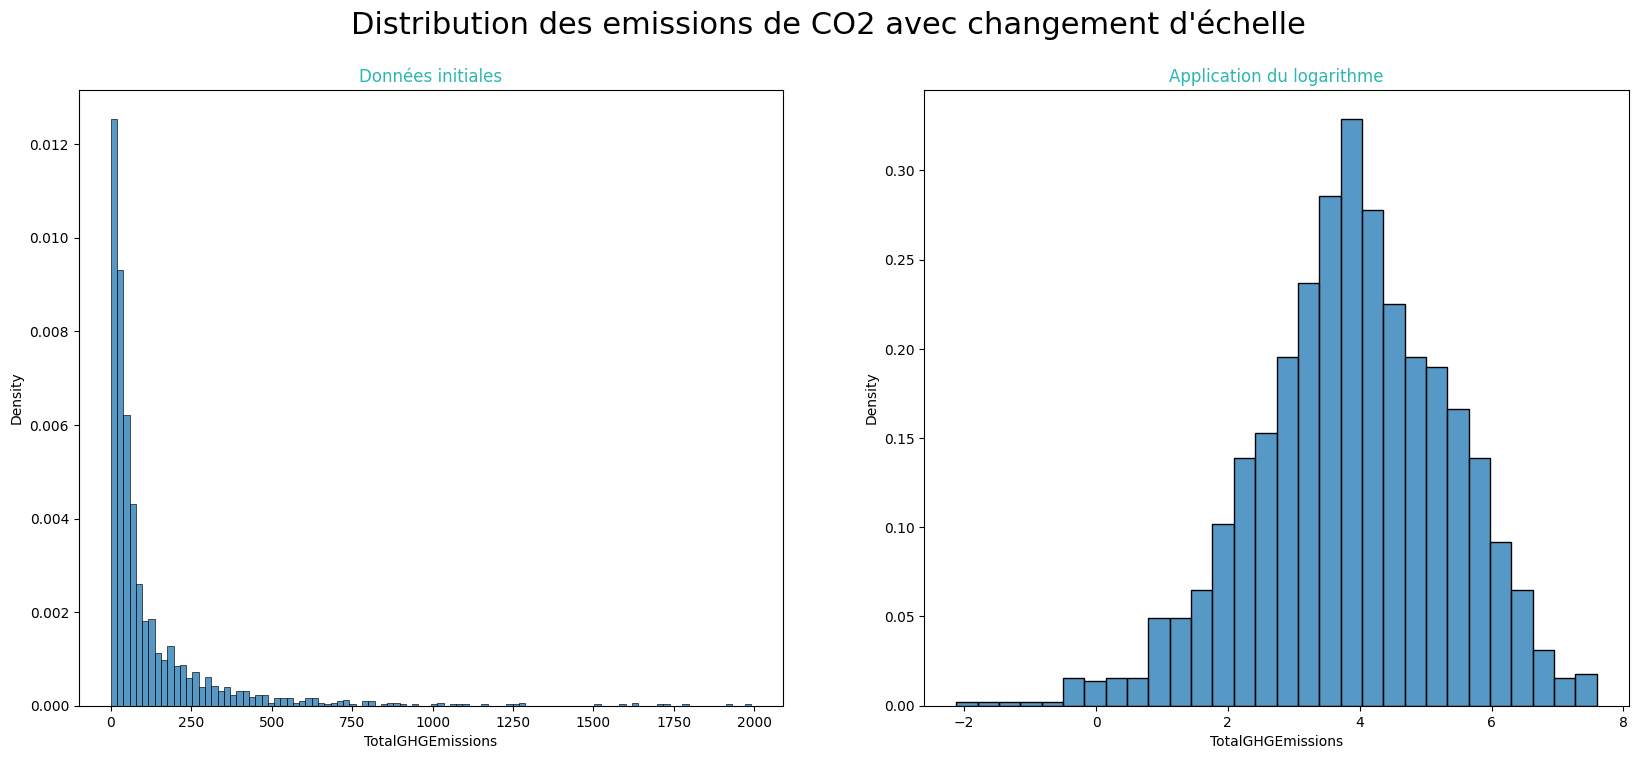 Distribution des emissions de CO2 avec changement d'échelle
Données initiales
Density
0.012
0.010
0.008
0.006
0.004
0.002
0.000
0 250 500 750 1000 1250 1500 1750 2000
TotalGHGEmissions
Application du logarithme
Density
0.30
0.25
0.20
0.15
0.10
0.05
0.00
−2 0 2 4 6 8
TotalGHGEmissions